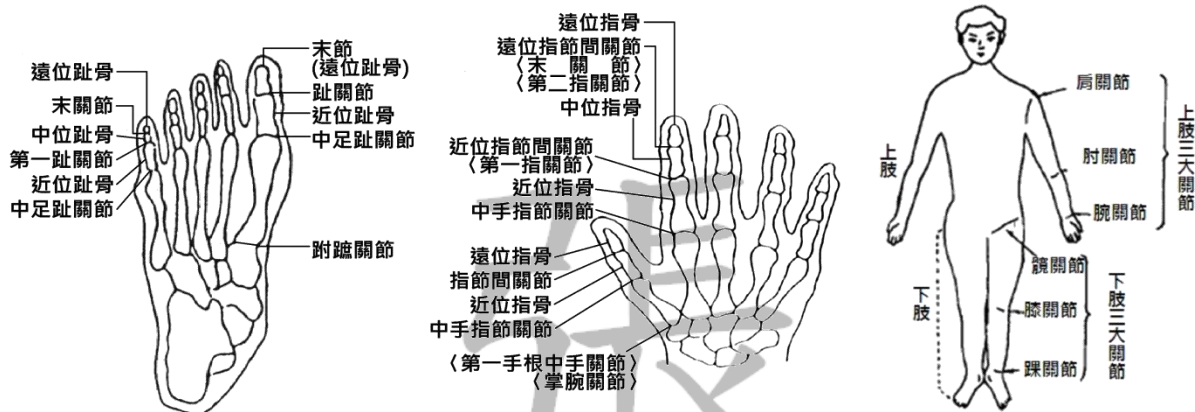 遠位趾骨
末關節
中位趾骨
第一趾關節
近位趾骨
中足趾關節
末節
(遠位趾骨)
趾關節
近位趾骨
中足趾關節
跗蹠關節
遠位指骨
遠位指節間關節
〈末關節〉
〈第二指關節〉
中位指骨
近位指節間關節
〈第一指關節〉
近位指骨
中手指節關節
遠位指骨
指節間關節
近位指骨
中手指節關節
〈第一手根中手關節〉
〈掌腕關節〉
上肢
下肢
肩關節
肘關節
腕關節
上肢三大關節
髖關節
膝關節
踝關節
下肢三大關節